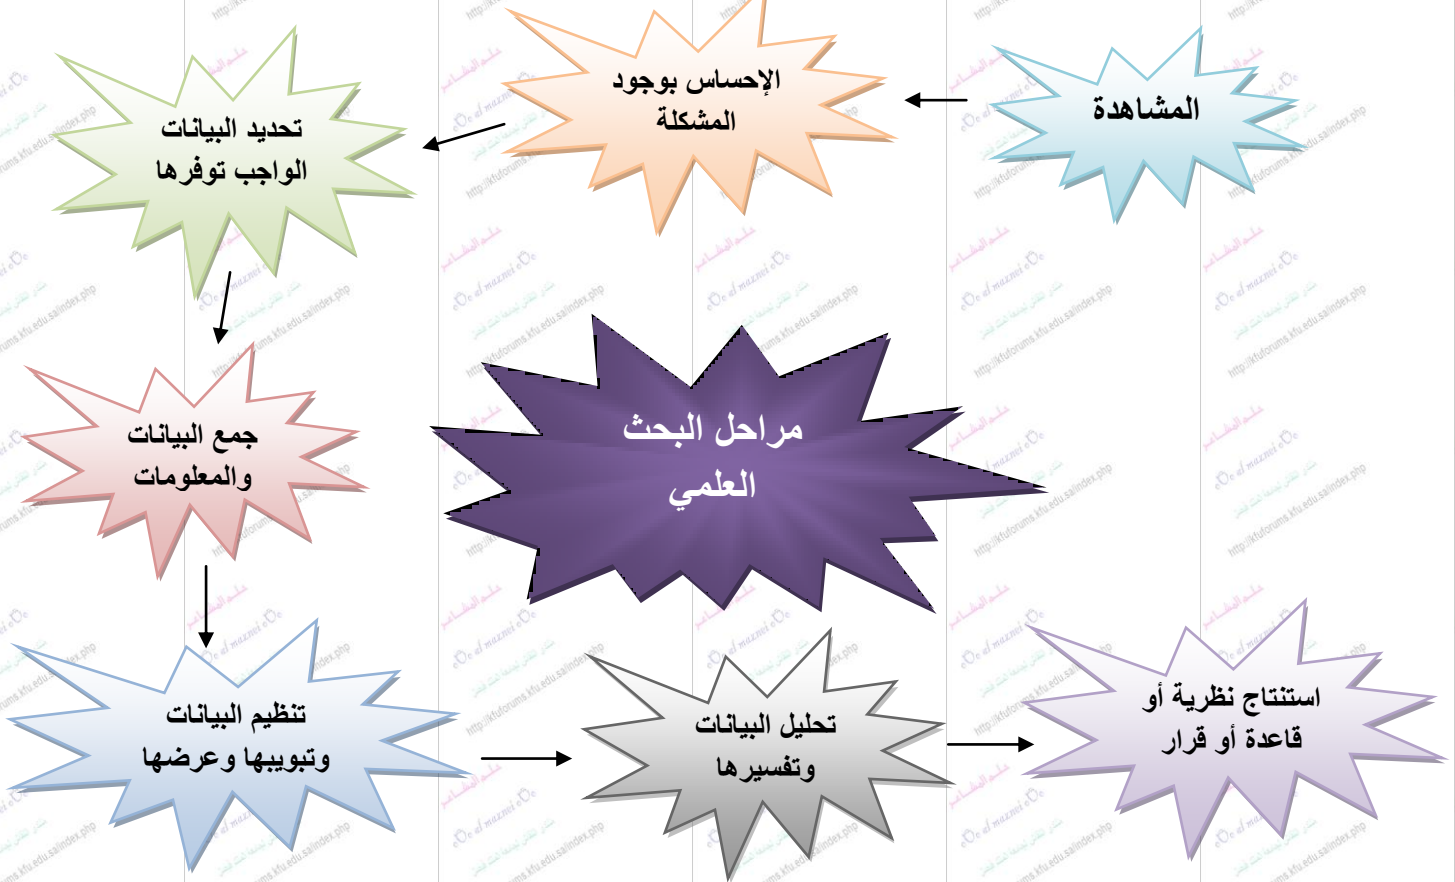 المشاهدة
الإحساس بوجود
المشكلة
تحديد البيانات
الواجب توفرها
جمع البيانات
والمعلومات
مراحل البحث
العلمي
تنظيم البيانات
وتبويبها وعرضها
تحليل البيانات
وتفسيرها
استنتاج نظرية أو
قاعدة أو قرار